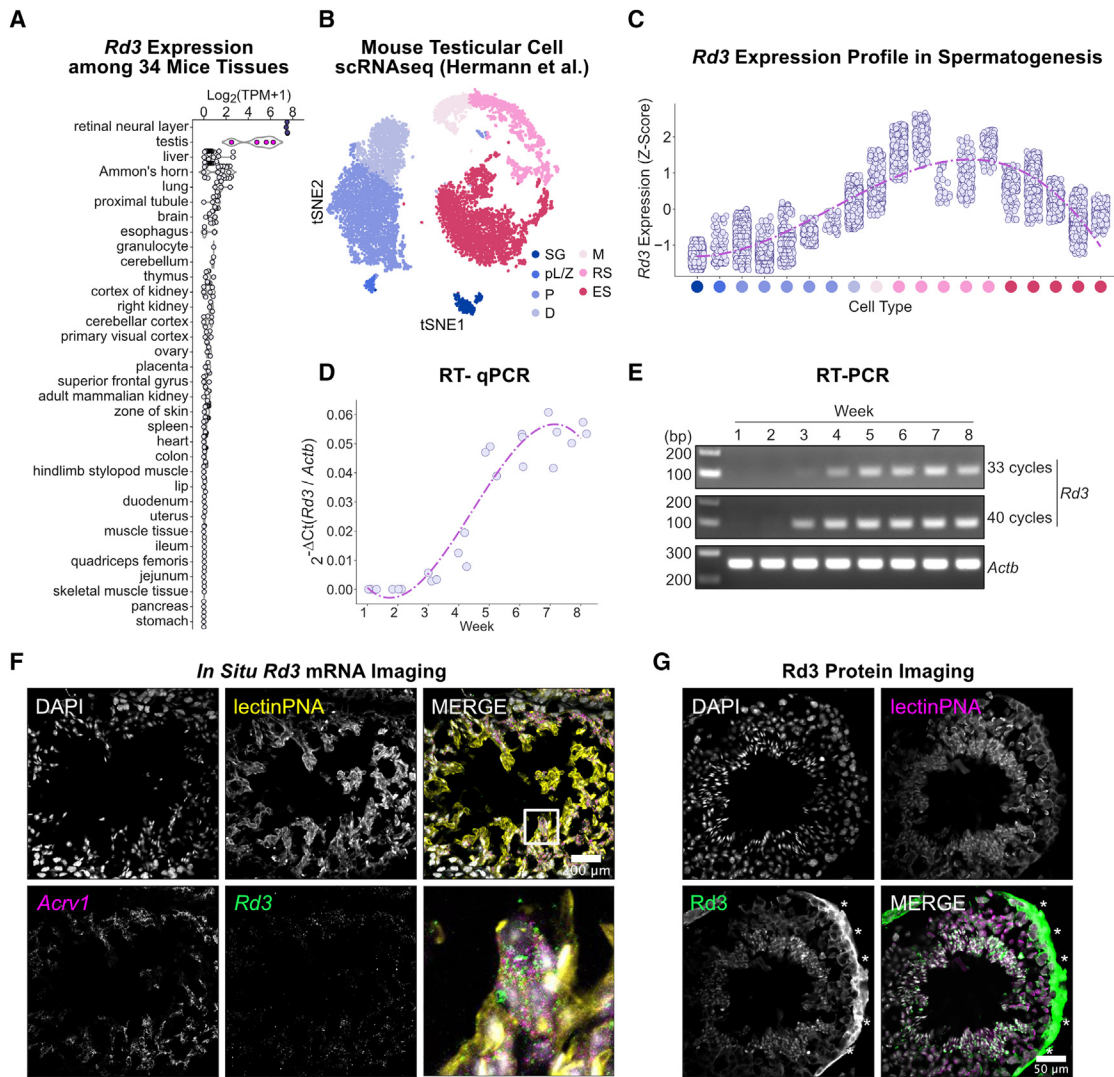 A
Rd3 Expression
among 34 Mice Tissues
Log2(TPM+1)
0 2 4 6 8
retinal neural layer
testis
liver
Ammon's horn
lung
proximal tubule
brain
esophagus
granulocyte
cerebellum
thymus
cortex of kidney
right kidney
cerebellar cortex
primary visual cortex
ovary
placenta
superior frontal gyrus
adult mammalian kidney
zone of skin
spleen
heart
colon
hindlimb stylopod muscle
lip
duodenum
uterus
muscle tissue
ileum
quadriceps femoris
jejunum
skeletal muscle tissue
pancreas
stomach
B
Mouse Testicular Cell
scRNAseq (Hermann et al.)
tSNE2
tSNE1
SG
pL/Z
P
D
M
RS
ES
C
Rd3 Expression Profile in Spermatogenesis
Rd3 Expression (Z-Score)
2
1
0
−1
Cell Type
D
RT- qPCR
2^-ΔCt(Rd3 / Actb)
0.06
0.05
0.04
0.03
0.02
0.01
0.00
1 2 3 4 5 6 7 8
Week
E
RT-PCR
Week
(bp) 1 2 3 4 5 6 7 8
200
100
33 cycles
200
100
40 cycles
Rd3
300
200
Actb
F
In Situ Rd3 mRNA Imaging
DAPI
lectinPNA
MERGE
Acrv1
Rd3
G
Rd3 Protein Imaging
DAPI
lectinPNA
Rd3
* * * * *
MERGE
* * * * *
50 µm